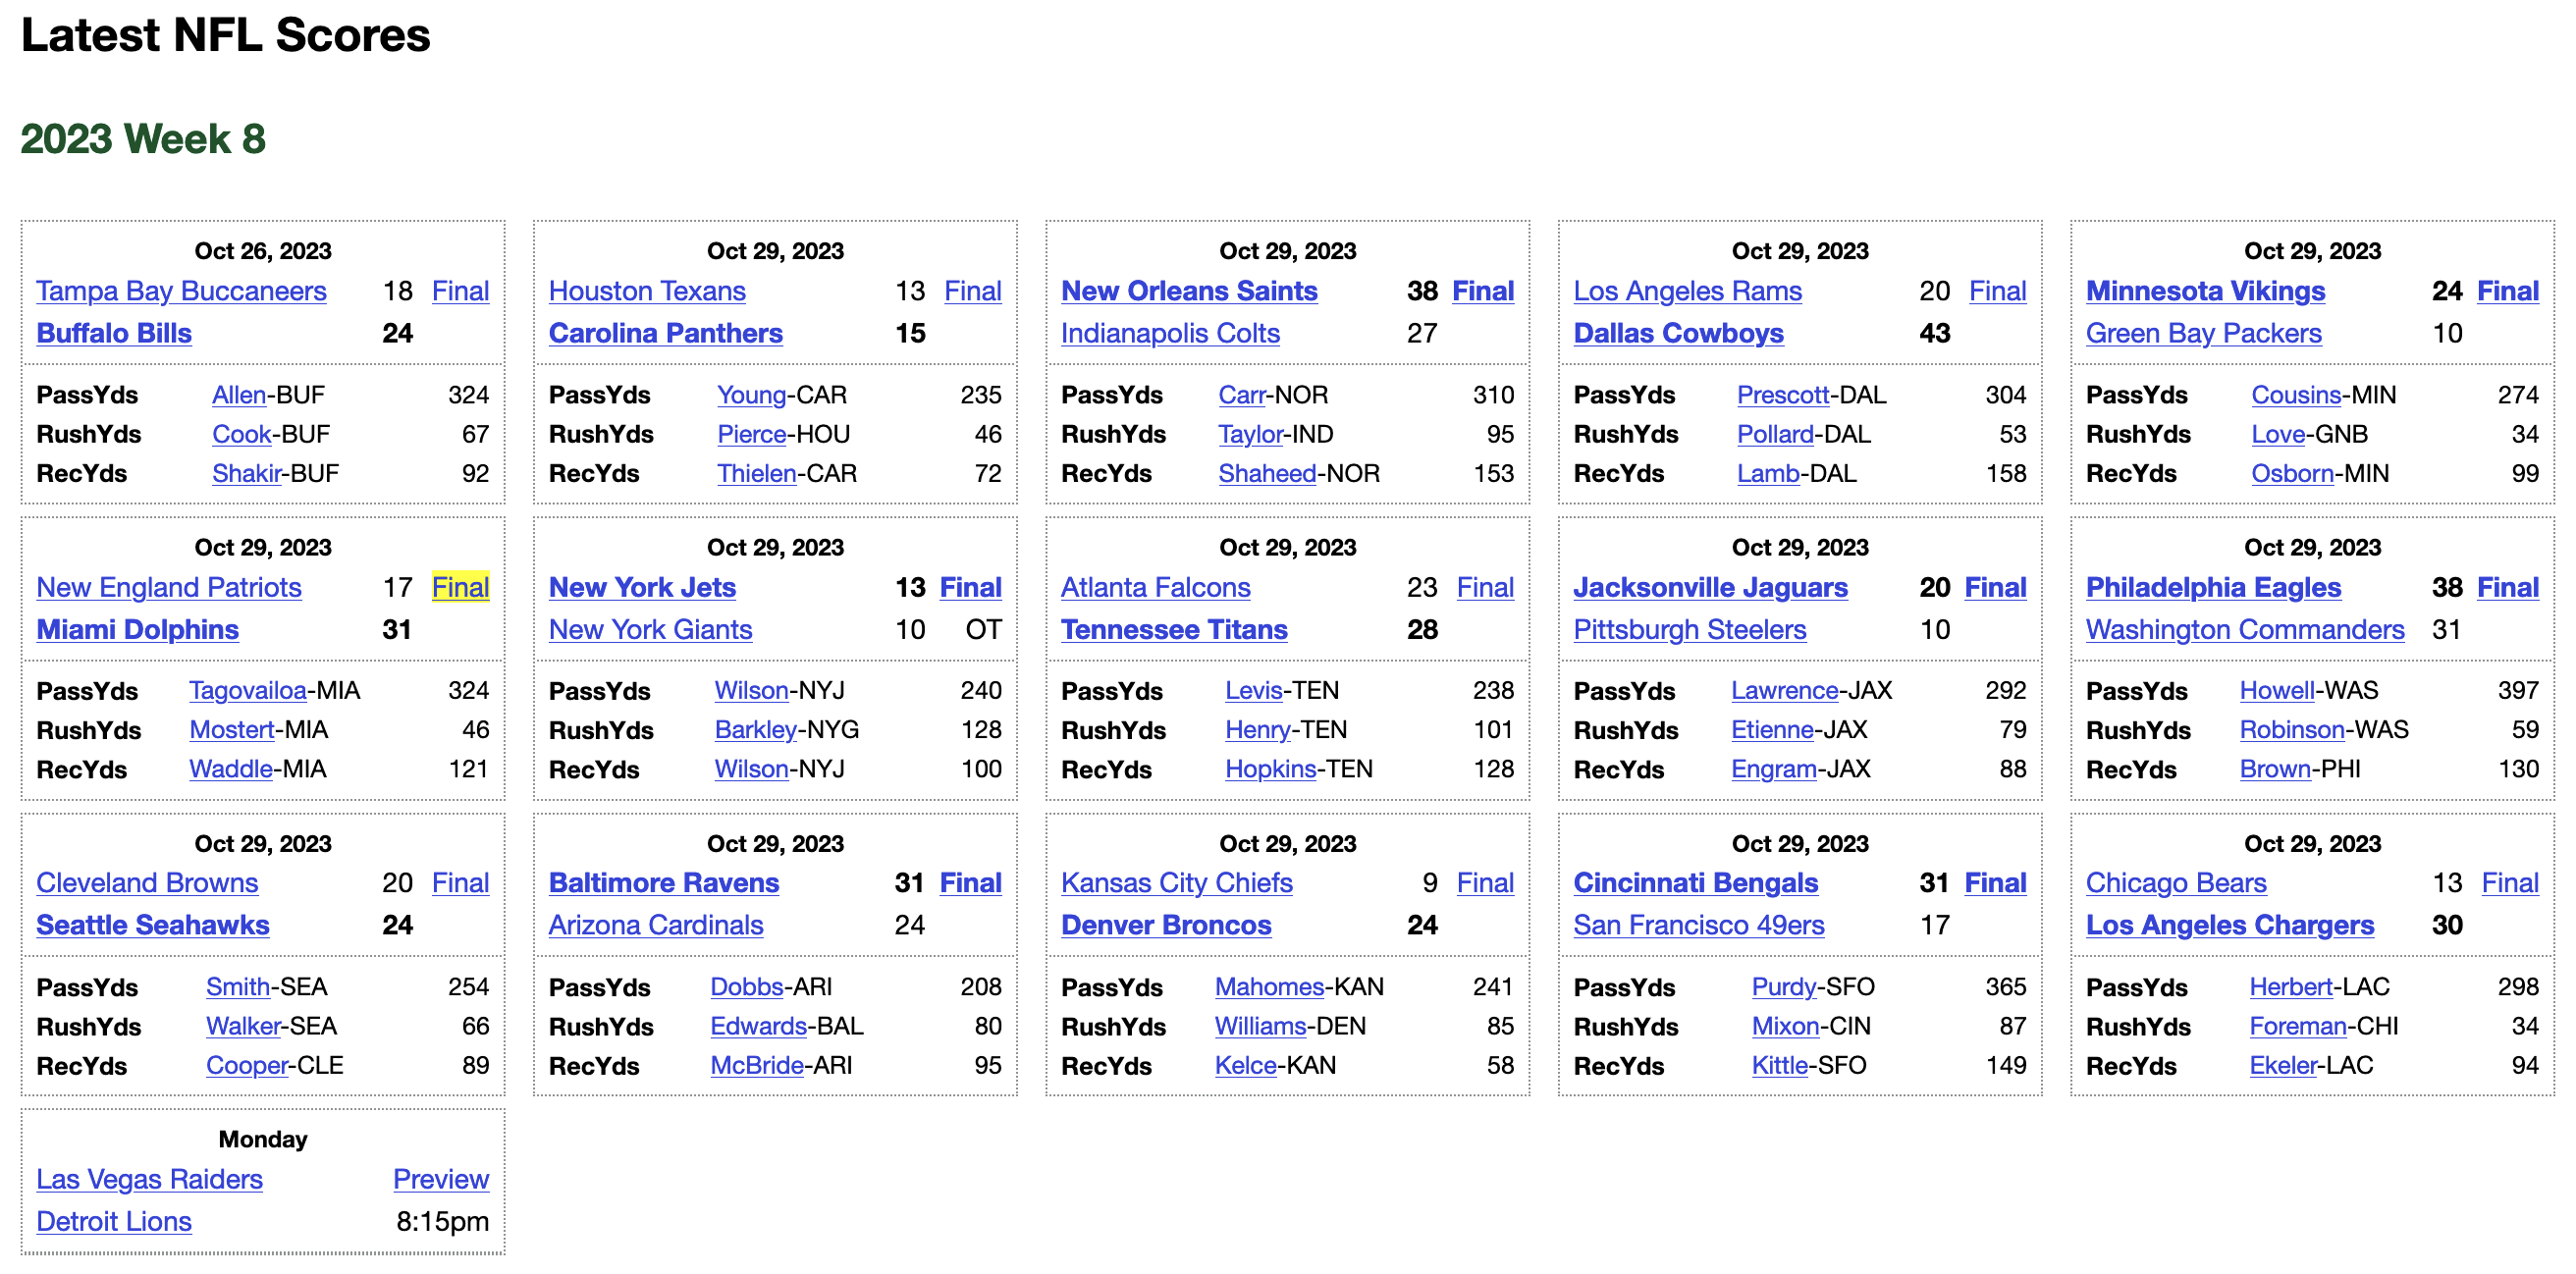 Latest NFL Scores
2023 Week 8
Oct 26, 2023
Tampa Bay Buccaneers 18 Final
Buffalo Bills 24
PassYds Allen-BUF 324
RushYds Cook-BUF 67
RecYds Shakir-BUF 92
Oct 29, 2023
Houston Texans 13 Final
Carolina Panthers 15
PassYds Young-CAR 235
RushYds Pierce-HOU 46
RecYds Thielen-CAR 72
Oct 29, 2023
New Orleans Saints 38 Final
Indianapolis Colts 27
PassYds Carr-NOR 310
RushYds Taylor-IND 95
RecYds Shaheed-NOR 153
Oct 29, 2023
Los Angeles Rams 20 Final
Dallas Cowboys 43
PassYds Prescott-DAL 304
RushYds Pollard-DAL 53
RecYds Lamb-DAL 158
Oct 29, 2023
Minnesota Vikings 24 Final
Green Bay Packers 10
PassYds Cousins-MIN 274
RushYds Love-GNB 34
RecYds Osborn-MIN 99
Oct 29, 2023
New England Patriots 17 Final
Miami Dolphins 31
PassYds Tagovailoa-MIA 324
RushYds Mostert-MIA 46
RecYds Waddle-MIA 121
Oct 29, 2023
New York Jets 13 Final
New York Giants 10 OT
PassYds Wilson-NYJ 240
RushYds Barkley-NYG 128
RecYds Wilson-NYJ 100
Oct 29, 2023
Atlanta Falcons 23 Final
Tennessee Titans 28
PassYds Levis-TEN 238
RushYds Henry-TEN 101
RecYds Hopkins-TEN 128
Oct 29, 2023
Jacksonville Jaguars 20 Final
Pittsburgh Steelers 10
PassYds Lawrence-JAX 292
RushYds Etienne-JAX 79
RecYds Engram-JAX 88
Oct 29, 2023
Philadelphia Eagles 38 Final
Washington Commanders 31
PassYds Howell-WAS 397
RushYds Robinson-WAS 59
RecYds Brown-PHI 130
Oct 29, 2023
Cleveland Browns 20 Final
Seattle Seahawks 24
PassYds Smith-SEA 254
RushYds Walker-SEA 66
RecYds Cooper-CLE 89
Oct 29, 2023
Baltimore Ravens 31 Final
Arizona Cardinals 24
PassYds Dobbs-ARI 208
RushYds Edwards-BAL 80
RecYds McBride-ARI 95
Oct 29, 2023
Kansas City Chiefs 9 Final
Denver Broncos 24
PassYds Mahomes-KAN 241
RushYds Williams-DEN 85
RecYds Kelce-KAN 58
Oct 29, 2023
Cincinnati Bengals 31 Final
San Francisco 49ers 17
PassYds Purdy-SFO 365
RushYds Mixon-CIN 87
RecYds Kittle-SFO 149
Oct 29, 2023
Chicago Bears 13 Final
Los Angeles Chargers 30
PassYds Herbert-LAC 298
RushYds Foreman-CHI 34
RecYds Ekeler-LAC 94
Monday
Las Vegas Raiders Preview
Detroit Lions 8:15pm